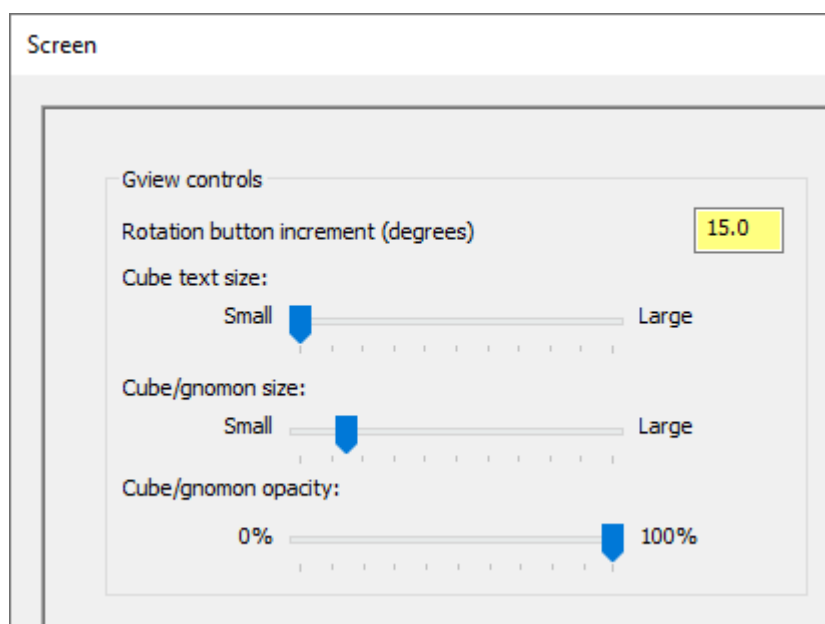 Screen
Gview controls
Rotation button increment (degrees) 15.0
Cube text size:
Small Large
Cube/gnomon size:
Small Large
Cube/gnomon opacity:
0% 100%